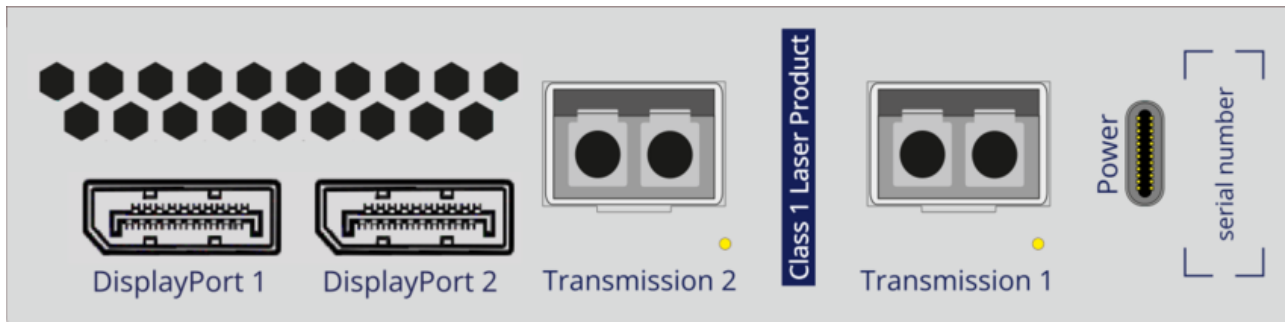 DisplayPort 1
DisplayPort 2
Transmission 2
Class 1 Laser Product
Transmission 1
Power
serial number